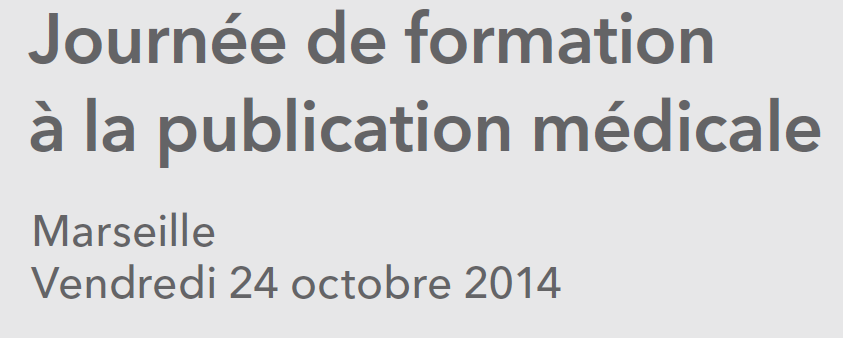 Journée de formation
à la publication médicale
Marseille
Vendredi 24 octobre 2014